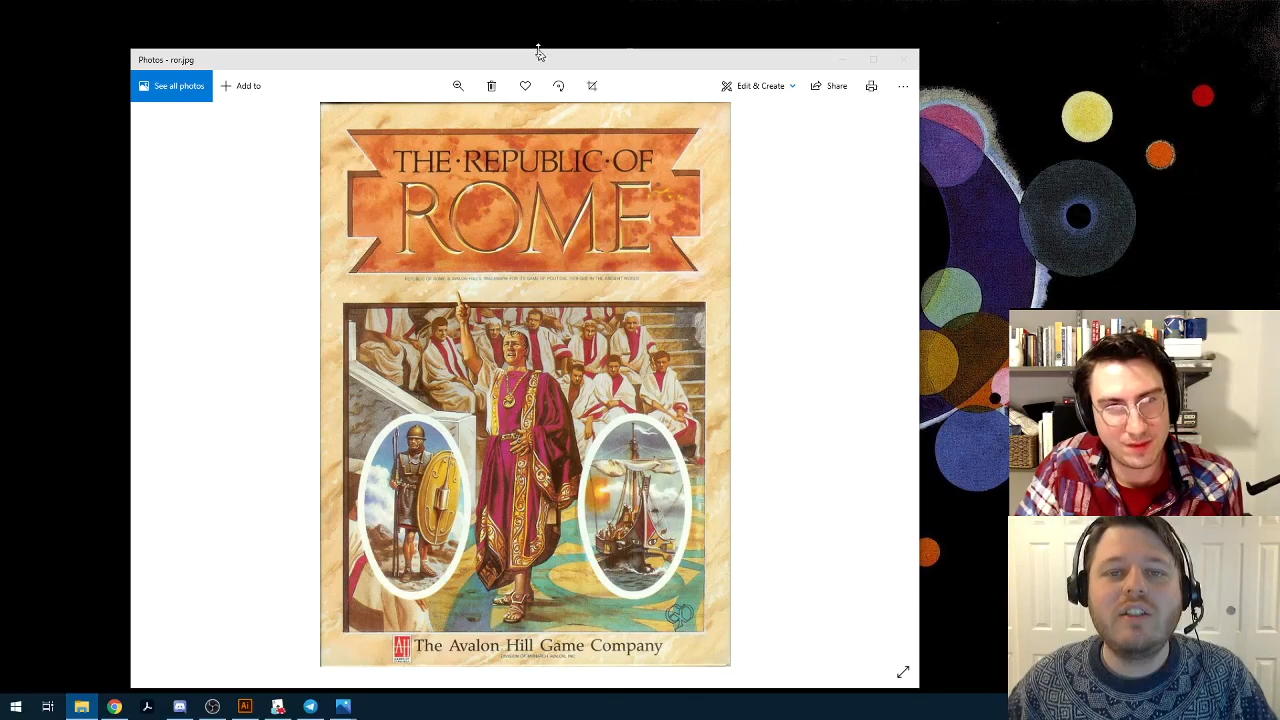 Photos - ror.jpg
See all photos
Add to
Edit & Create
Share
THE·REPUBLIC·OF
ROME
The Avalon Hill Game Company